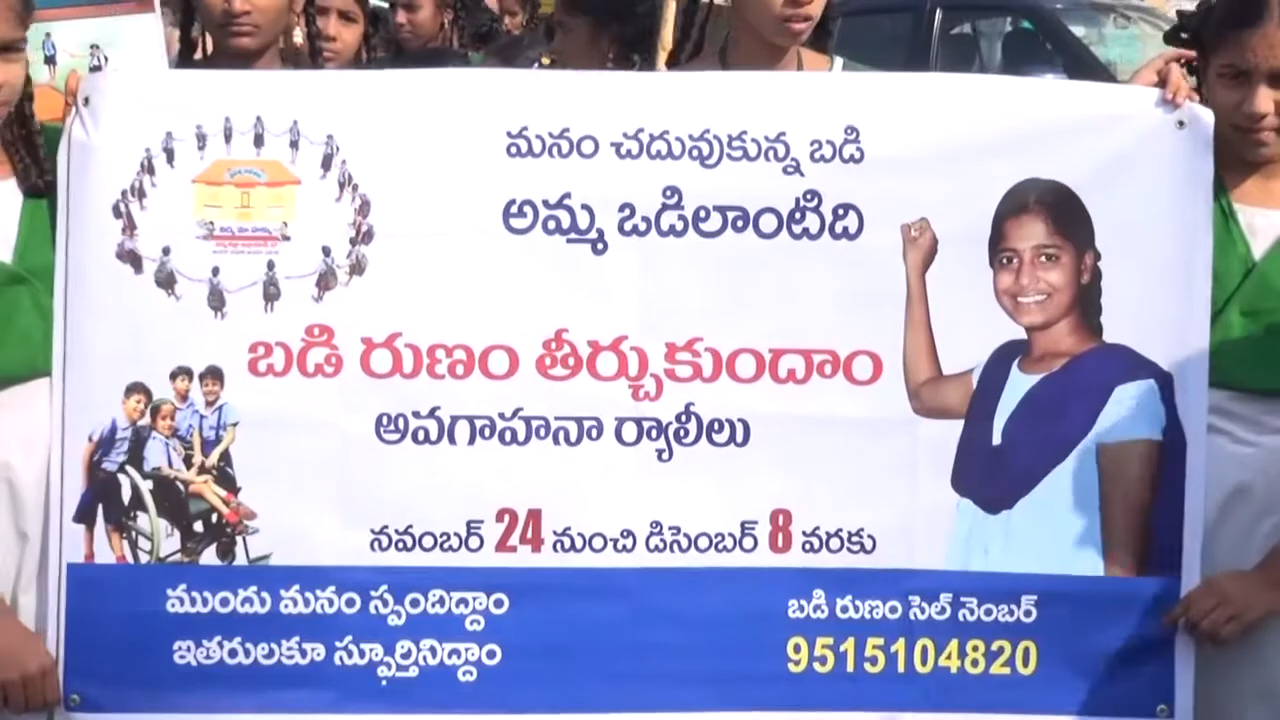 మనం చదువుకున్న బడి
అమ్మ ఒడిలాంటిది
బడి రుణం తీర్చుకుందాం
అవగాహనా ర్యాలీలు
నవంబర్ 24 నుంచి డిసెంబర్ 8 వరకు
ముందు మనం స్పందిద్దాం
ఇతరులకూ స్ఫూర్తినిద్దాం
బడి రుణం సెల్ నెంబర్
9515104820